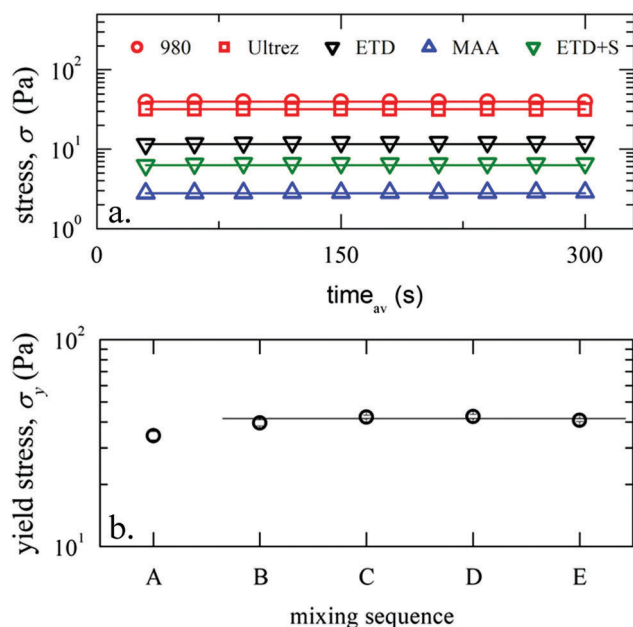 980 Ultrez ETD MAA ETD+S
10²
10¹
10⁰
stress, σ (Pa)
a.
0 150 300
time_av (s)
10²
10¹
yield stress, σ_y (Pa)
b.
A B C D E
mixing sequence